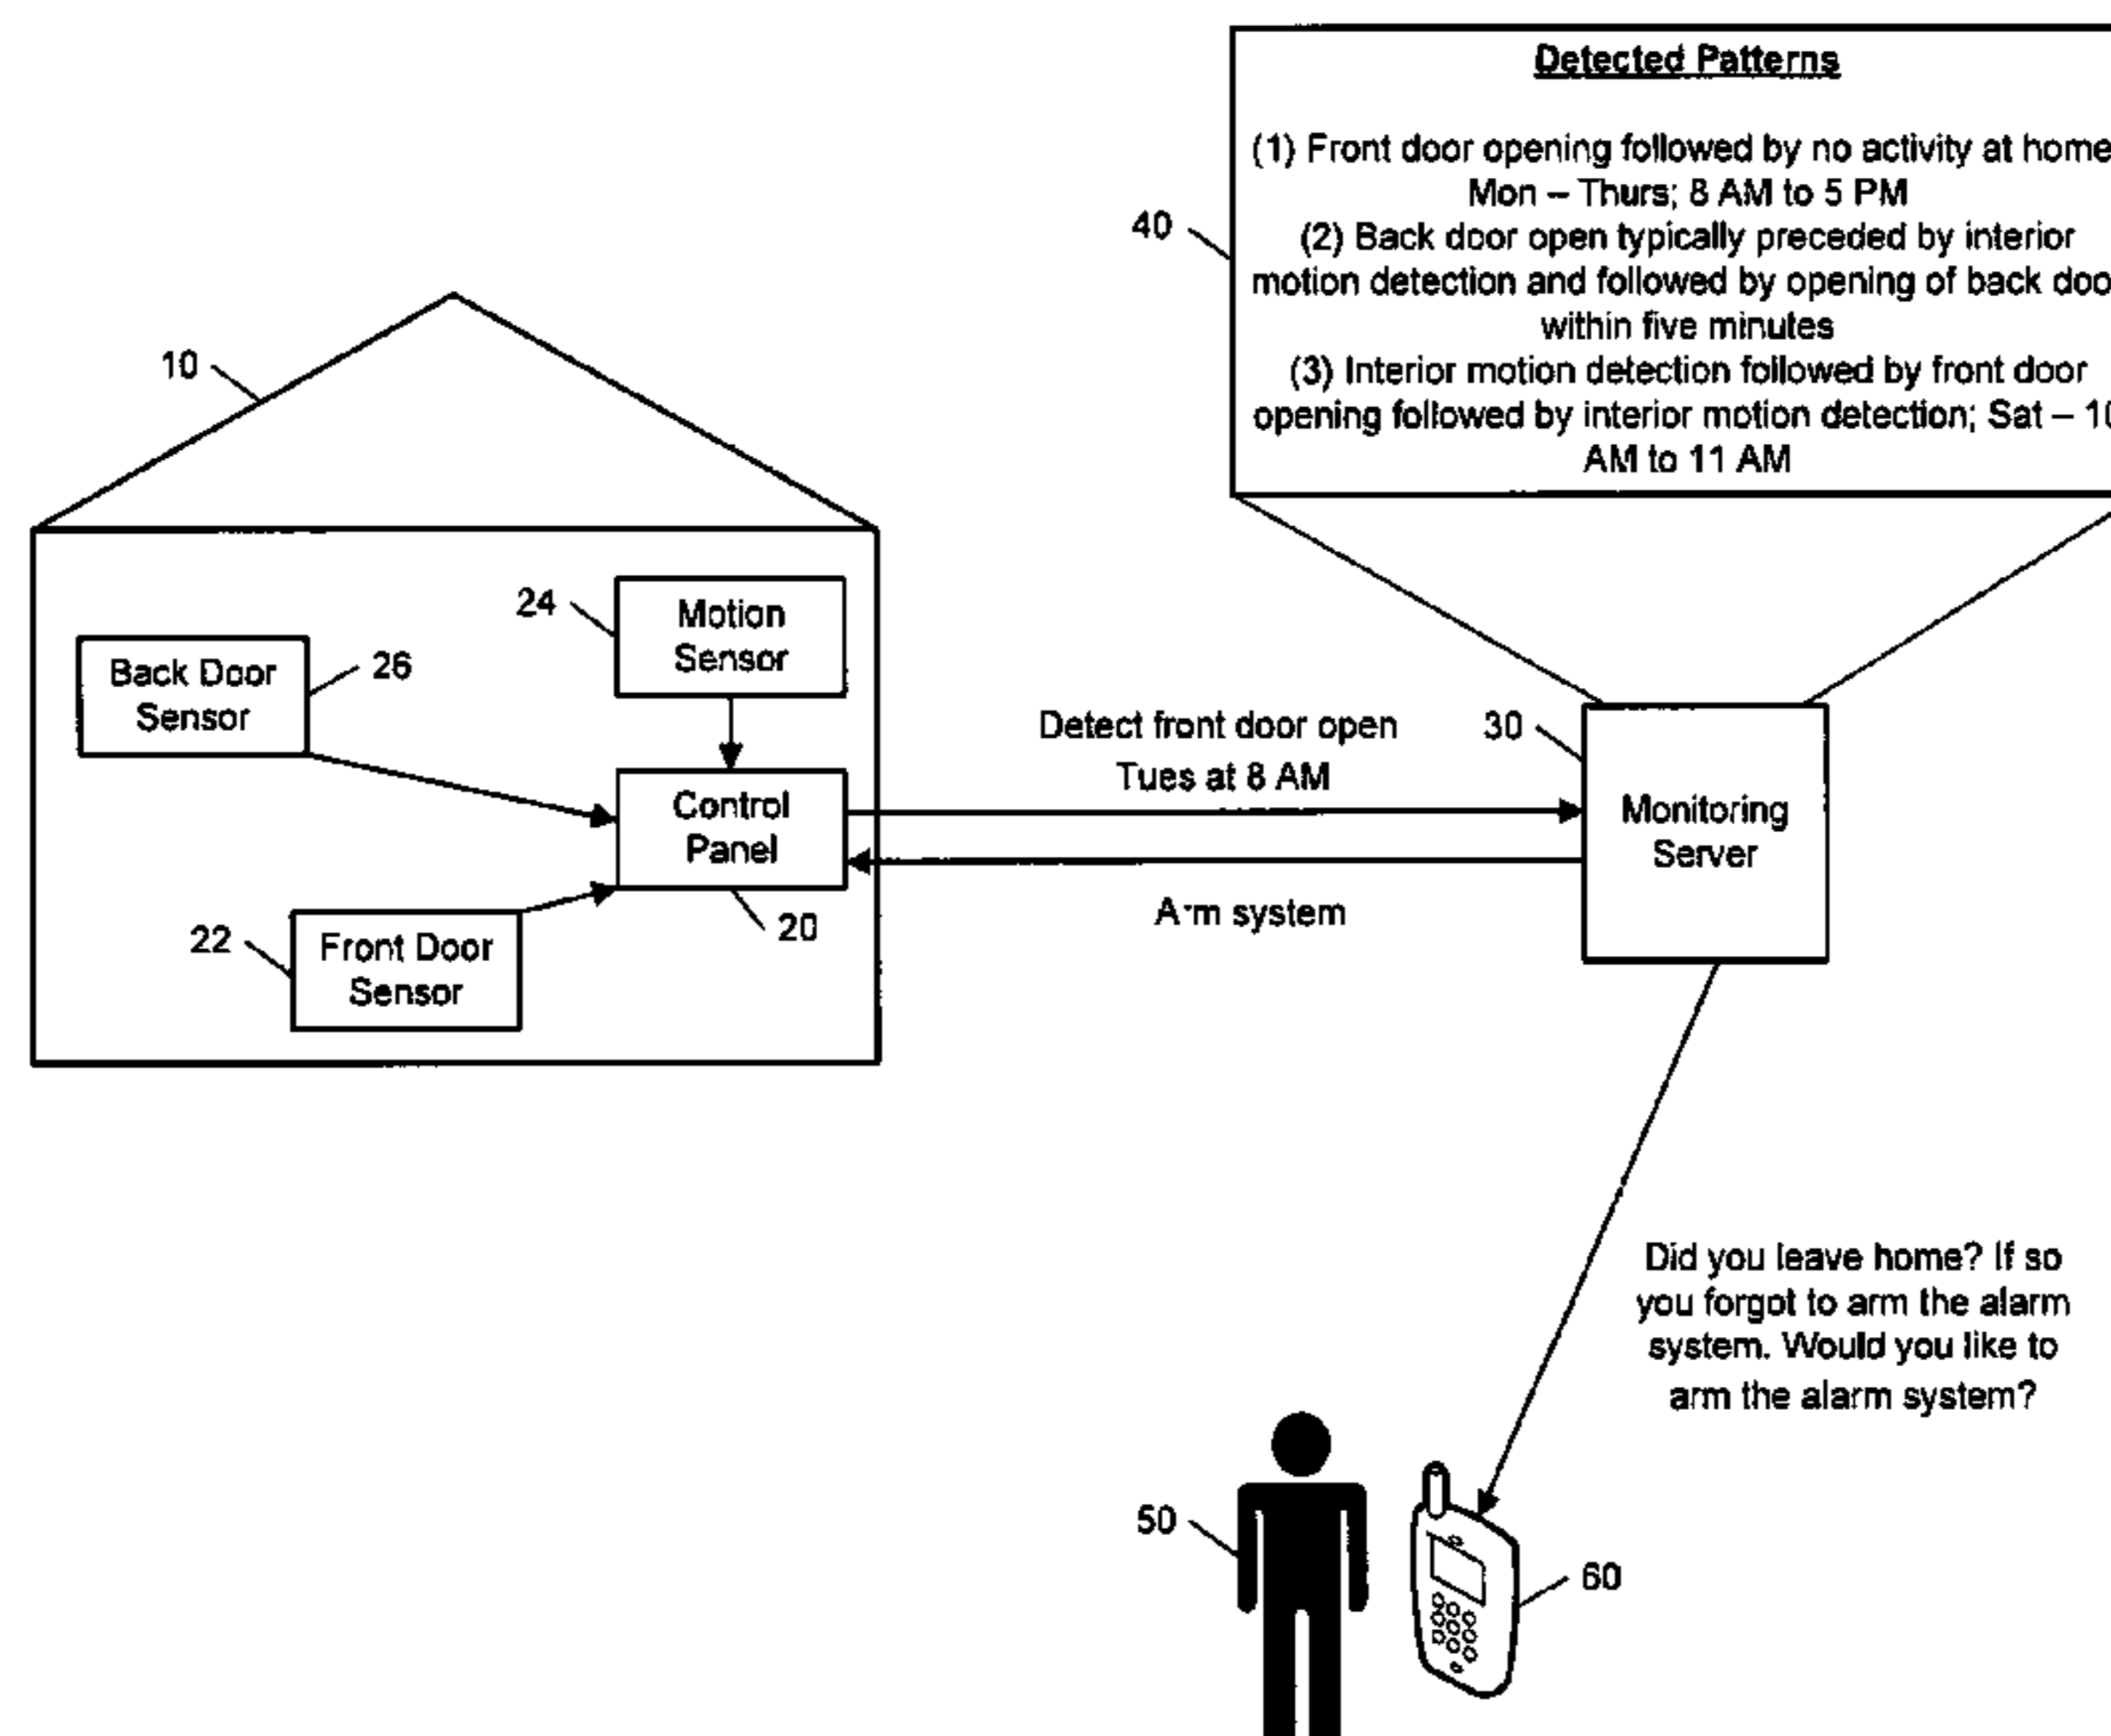 Detected Patterns
(1) Front door opening followed by no activity at home
Mon – Thurs; 8 AM to 5 PM
(2) Back door open typically preceded by interior
motion detection and followed by opening of back doo
within five minutes
(3) Interior motion detection followed by front door
opening followed by interior motion detection; Sat – 10
AM to 11 AM
40
10
24
Motion
Sensor
Back Door
Sensor
26
Control
Panel
20
22
Front Door
Sensor
Detect front door open
Tues at 8 AM
Arm system
30
Monitoring
Server
Did you leave home? If so
you forgot to arm the alarm
system. Would you like to
arm the alarm system?
50
60